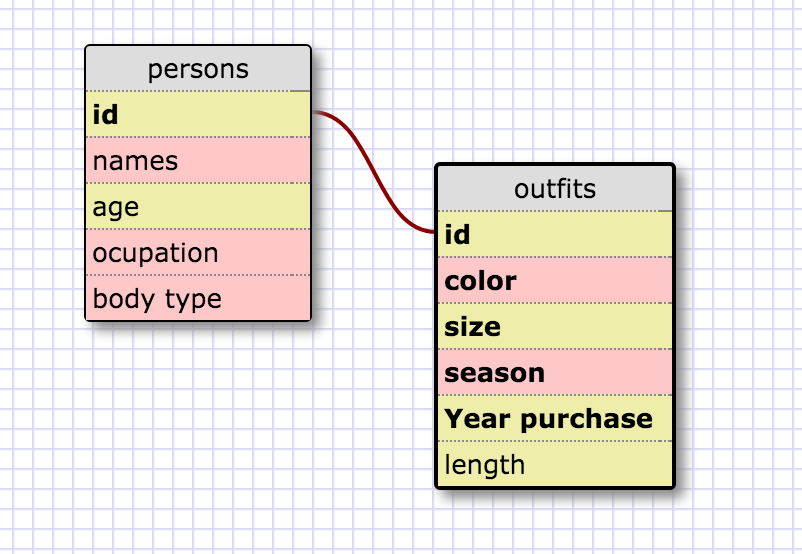 persons
id
names
age
ocupation
body type
outfits
id
color
size
season
Year purchase
length